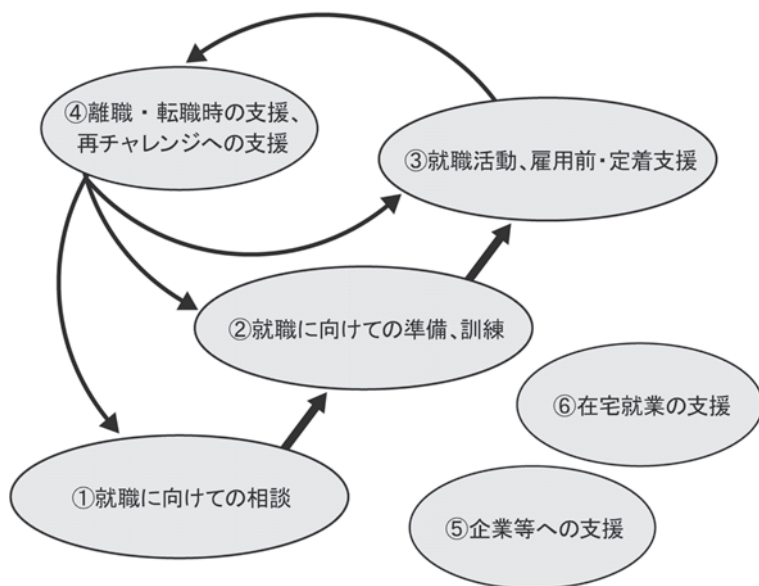 ④離職・転職時の支援、
再チャレンジへの支援
③就職活動、雇用前・定着支援
②就職に向けての準備、訓練
⑥在宅就業の支援
①就職に向けての相談
⑤企業等への支援